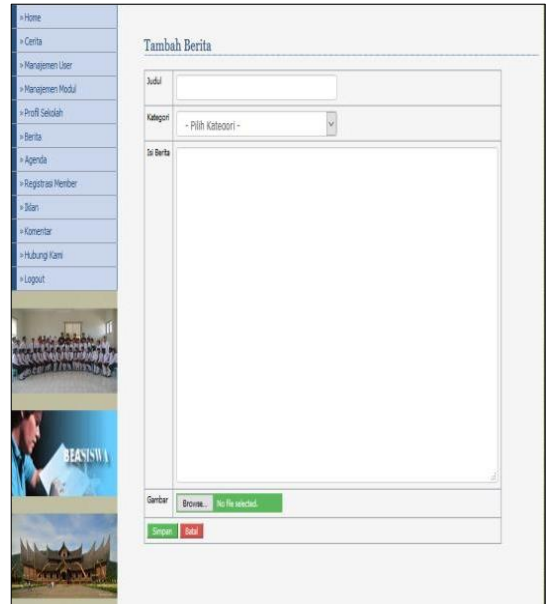 » Home
» Cerita
» Manajemen User
» Manajemen Modul
» Profil Sekolah
» Berita
» Agenda
» Registrasi Member
» Iklan
» Komentar
» Hubungi Kami
» Logout
BEASISWA
Tambah Berita
Judul
Kategori
- Pilih Kategori -
Isi Berita
Gambar
Browse... No file selected.
Simpan Batal